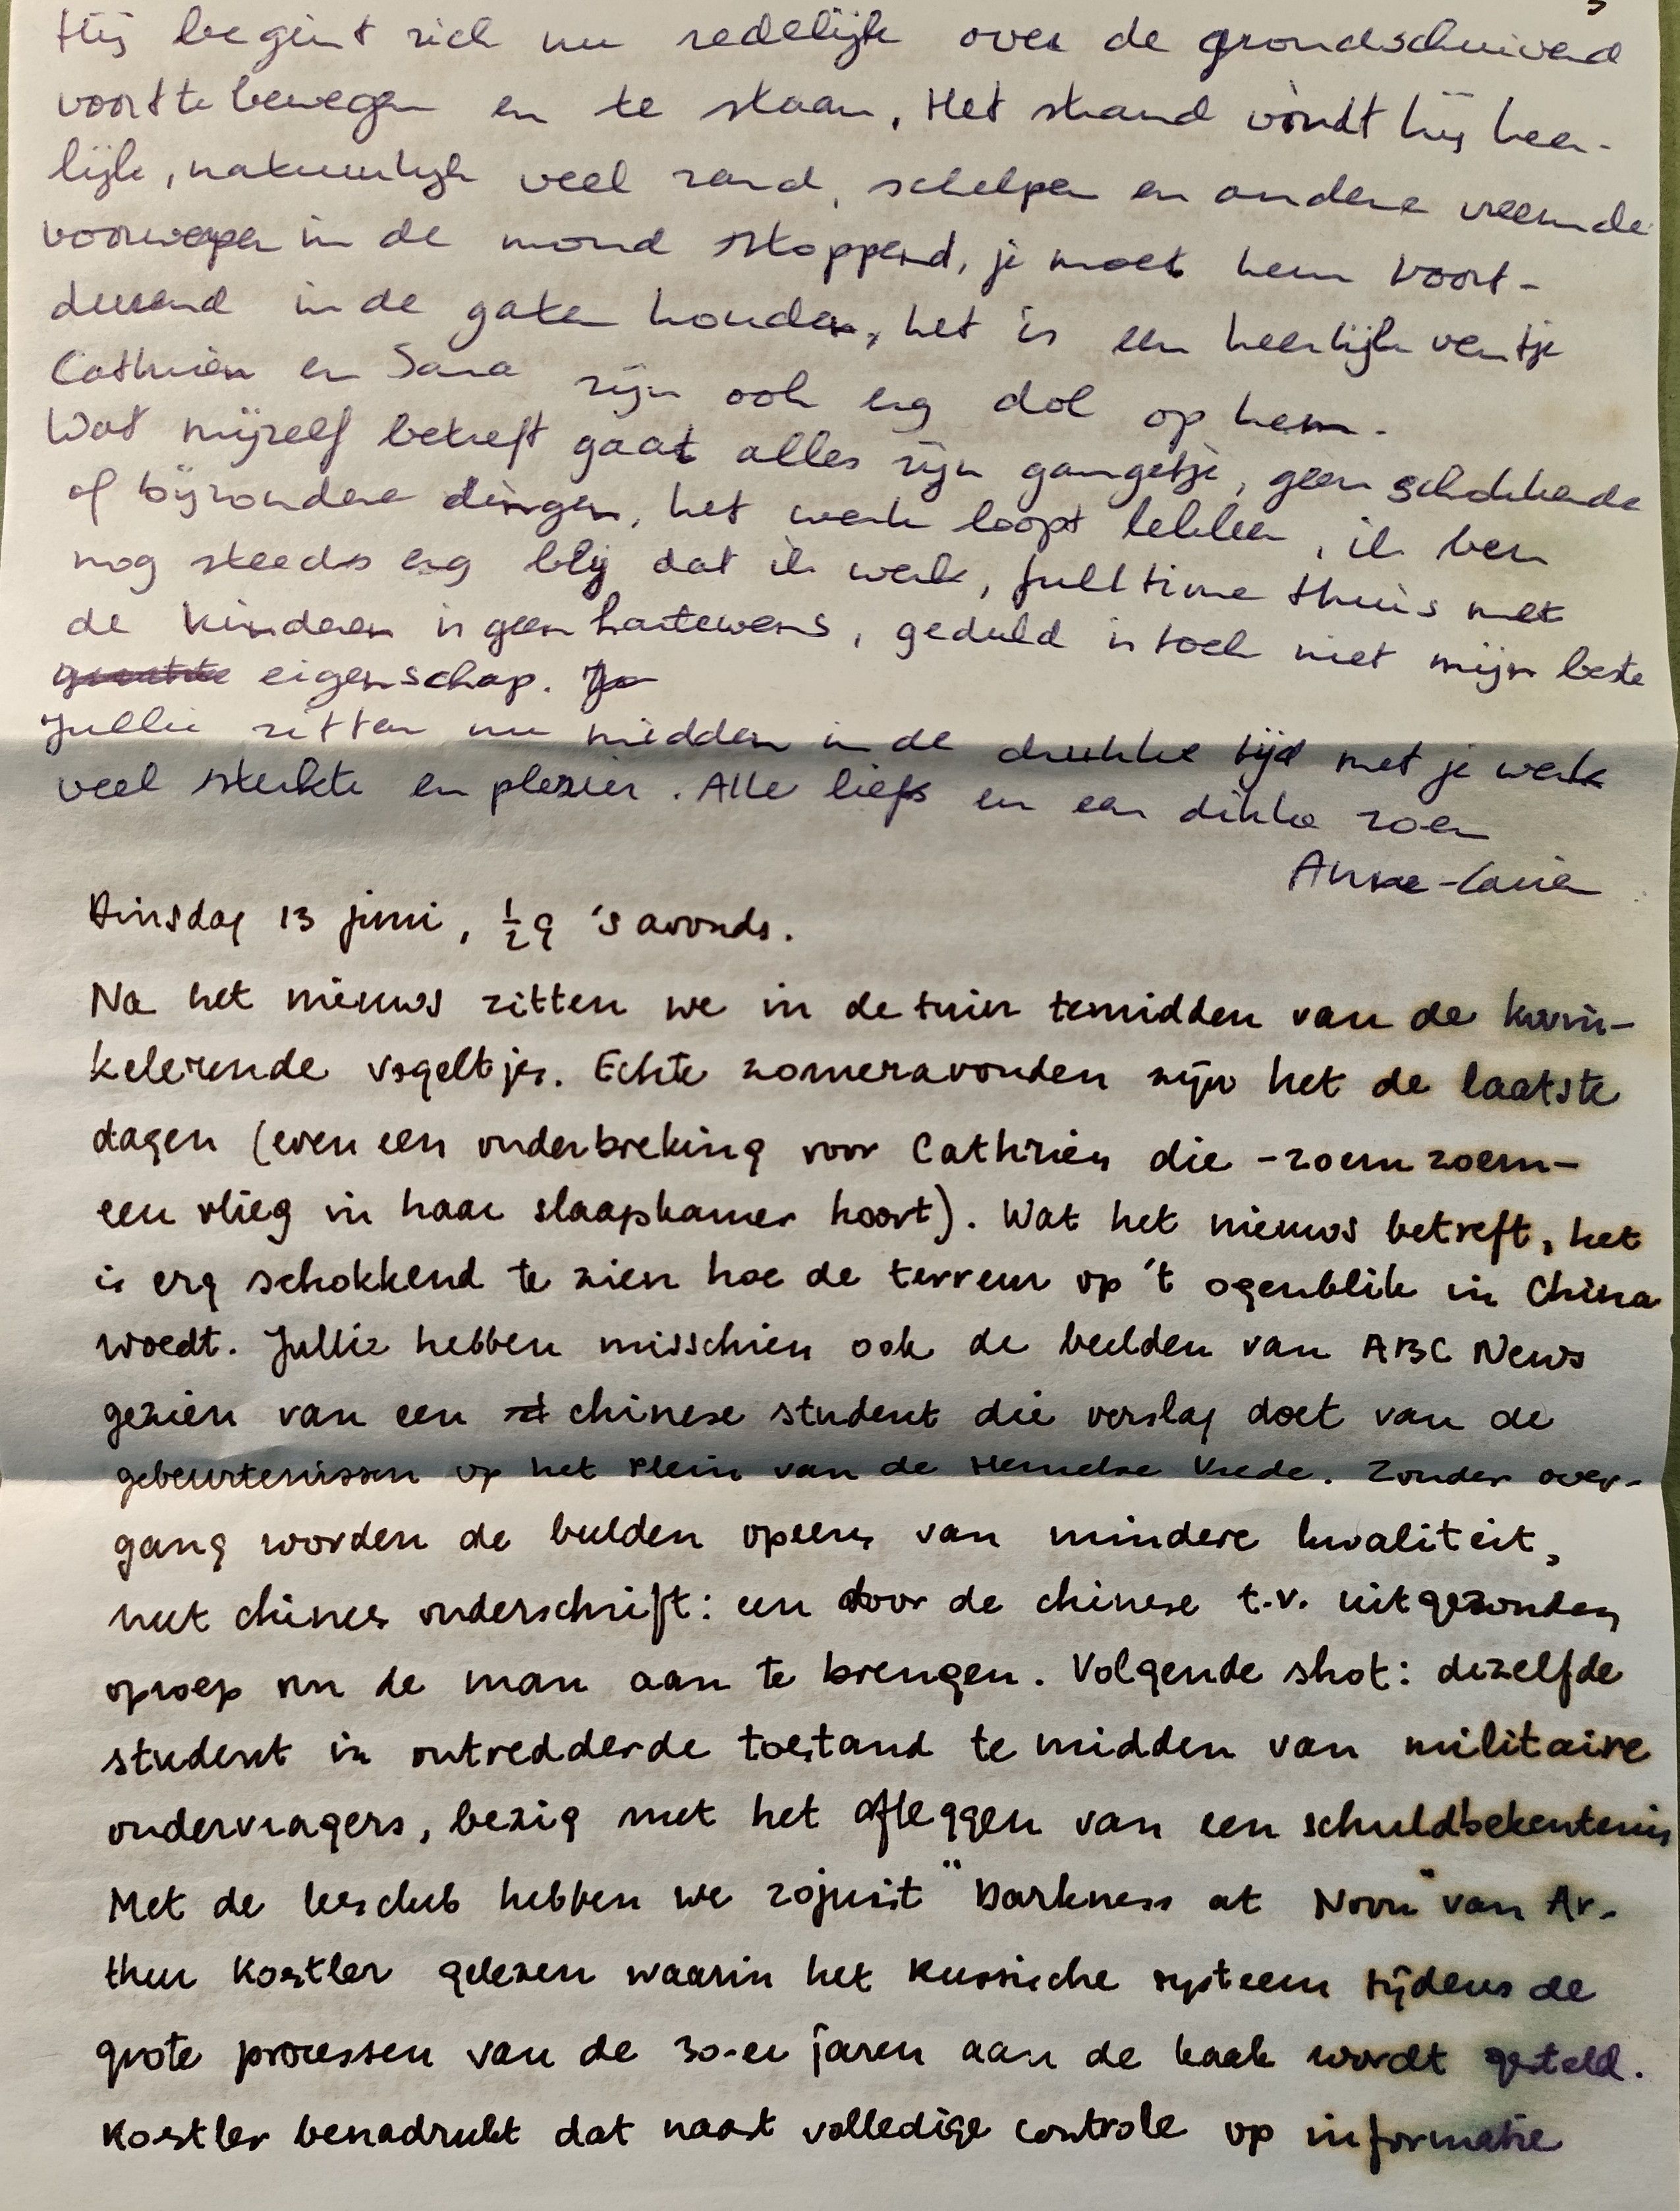 Hij begint zich nu redelijk over de grondschuivend
voort te bewegen en te staan, Het strand vindt hij heer-
lijk, natuurlijk veel zand, schelpen en andere vreemde
voorwerpen in de mond stoppend, je moet hem voort-
durend in de gaten houden, het is een heerlijk ventje
Cathrien en Sara zijn ook erg dol op hem.
Wat mijzelf betreft gaat alles zijn gangetje, geen schokkende
of bijzondere dingen, het werk loopt lekker, ik ben
nog steeds erg blij dat ik werk, full time thuis met
de kinderen is geen hartewens, geduld is toch niet mijn beste
eigenschap.
Jullie zitten nu midden in de drukke tijd met je werk
veel sterkte en plezier. Alle liefs en een dikke zoen
Dinsdag 13 juni, ½ 9 's avonds.
Na het nieuws zitten we in de tuin temidden van de kwin-
kelerende vogeltjes. Echte zomeravonden zijn het de laatste
dagen (even een onderbreking voor Cathrien die -zoem zoem-
een vlieg in haar slaapkamer hoort). Wat het nieuws betreft, het
is erg schokkend te zien hoe de terreur op 't ogenblik in China
woedt. Jullie hebben misschien ook de beelden van ABC News
gezien van een chinese student die verslag doet van de
gebeurtenissen op het Plein van de Hemelse Vrede. Zonder over-
gang worden de beelden opeens van mindere kwaliteit,
met chinees onderschrift: een door de chinese t.v. uitgezonden
oproep om de man aan te brengen. Volgende shot: dezelfde
student in ontredderde toestand te midden van militaire
ondervragers, bezig met het afleggen van een schuldbekentenis
Met de leesclub hebben we zojuist "Darkness at Noon" van Ar-
thur Koestler gelezen waarin het Russische systeem tijdens de
grote processen van de 30-er jaren aan de kaak wordt gesteld.
Koestler benadrukt dat naast volledige controle op informatie